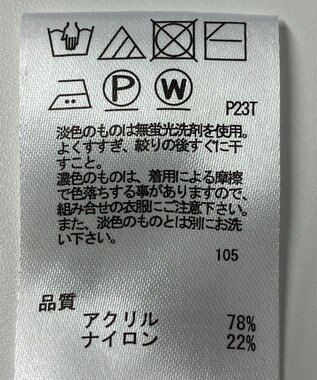 P W P23T
淡色のものは無蛍光洗剤を使用。
よくすすぎ、絞りの後すぐに干
すこと。
濃色のものは、着用による摩擦
で色落ちする事がありますので、
組み合せの衣服にご注意下さい。
また、淡色のものとは別にお洗
い下さい。
105
品質
アクリル 78%
ナイロン 22%